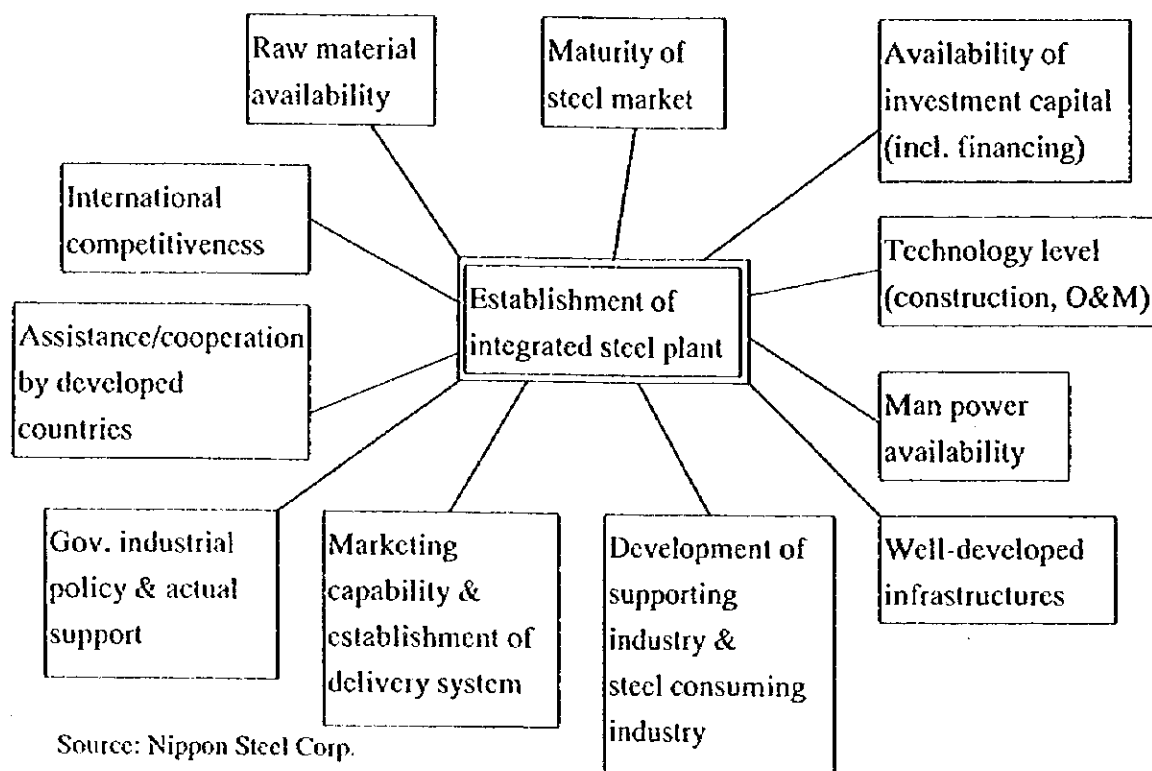 Raw material
availability
Maturity of
steel market
Availability of
investment capital
(incl. financing)
International
competitiveness
Technology level
(construction, O&M)
Establishment of
integrated steel plant
Assistance/cooperation
by developed
countries
Man power
availability
Gov. industrial
policy & actual
support
Marketing
capability &
establishment of
delivery system
Development of
supporting
industry &
steel consuming
industry
Well-developed
infrastructures
Source: Nippon Steel Corp.